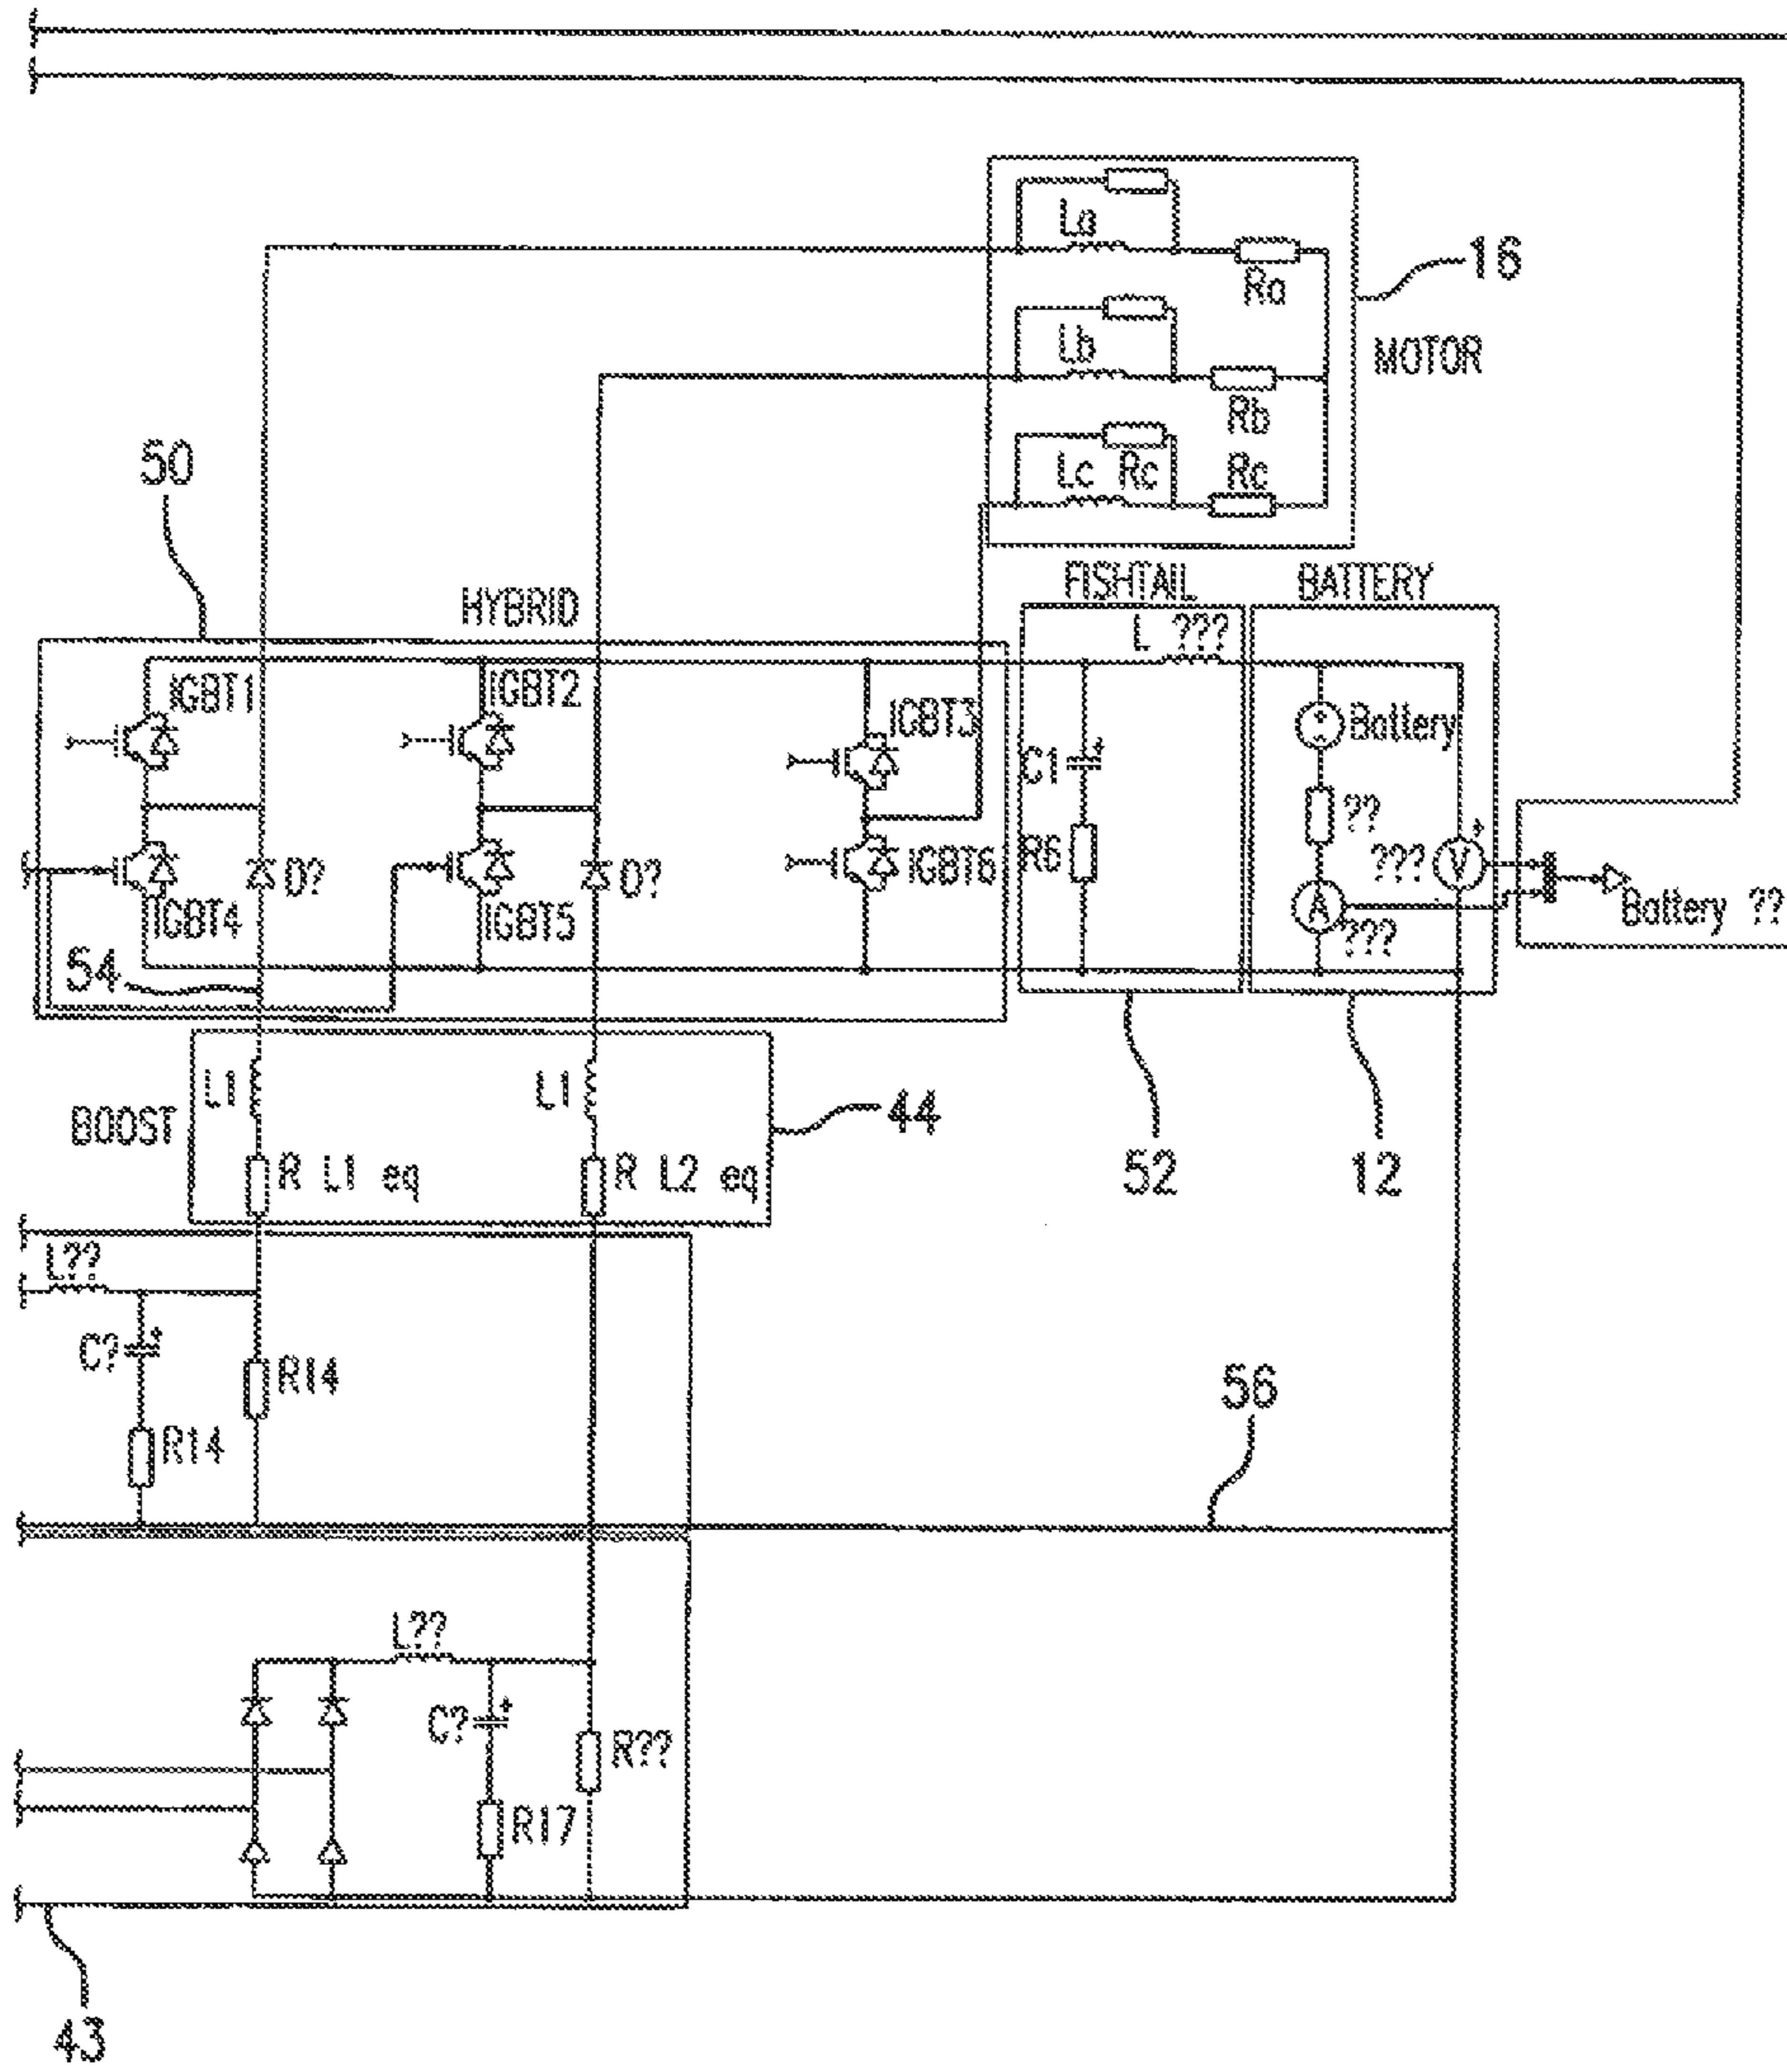 La
Ra
16
Lb
MOTOR
Rb
50
Lc Rc
Rc
HYBRID
FISHTAIL
BATTERY
L ???
IGBT1
IGBT2
IGBT3
Battery
C1
??
R6
D?
D?
IGBT6
???
V
A
IGBT4
IGBT5
???
Battery ??
54
L1
L1
BOOST
44
52
12
R L1 eq
R L2 eq
L??
C?
R14
56
R14
L??
C?
R??
R17
43